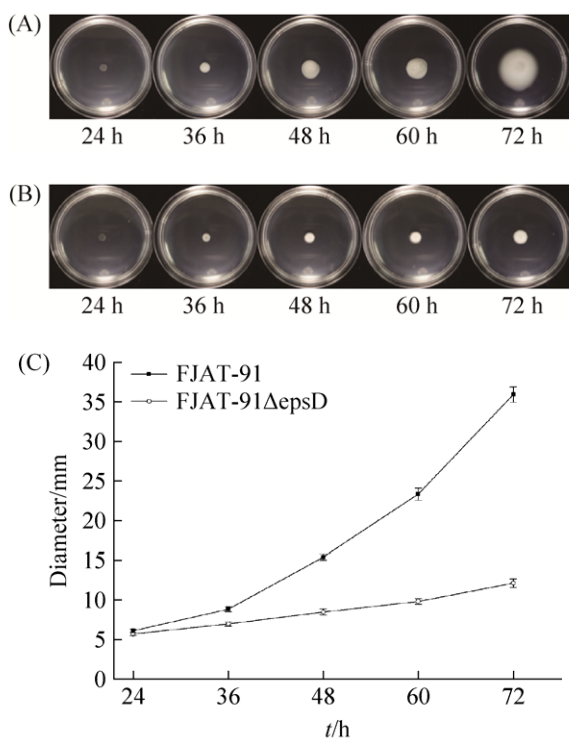 (A)
24 h 36 h 48 h 60 h 72 h
(B)
24 h 36 h 48 h 60 h 72 h
(C)
FJAT-91
FJAT-91ΔepsD
Diameter/mm
40
35
30
25
20
15
10
5
0
24 36 48 60 72
t/h